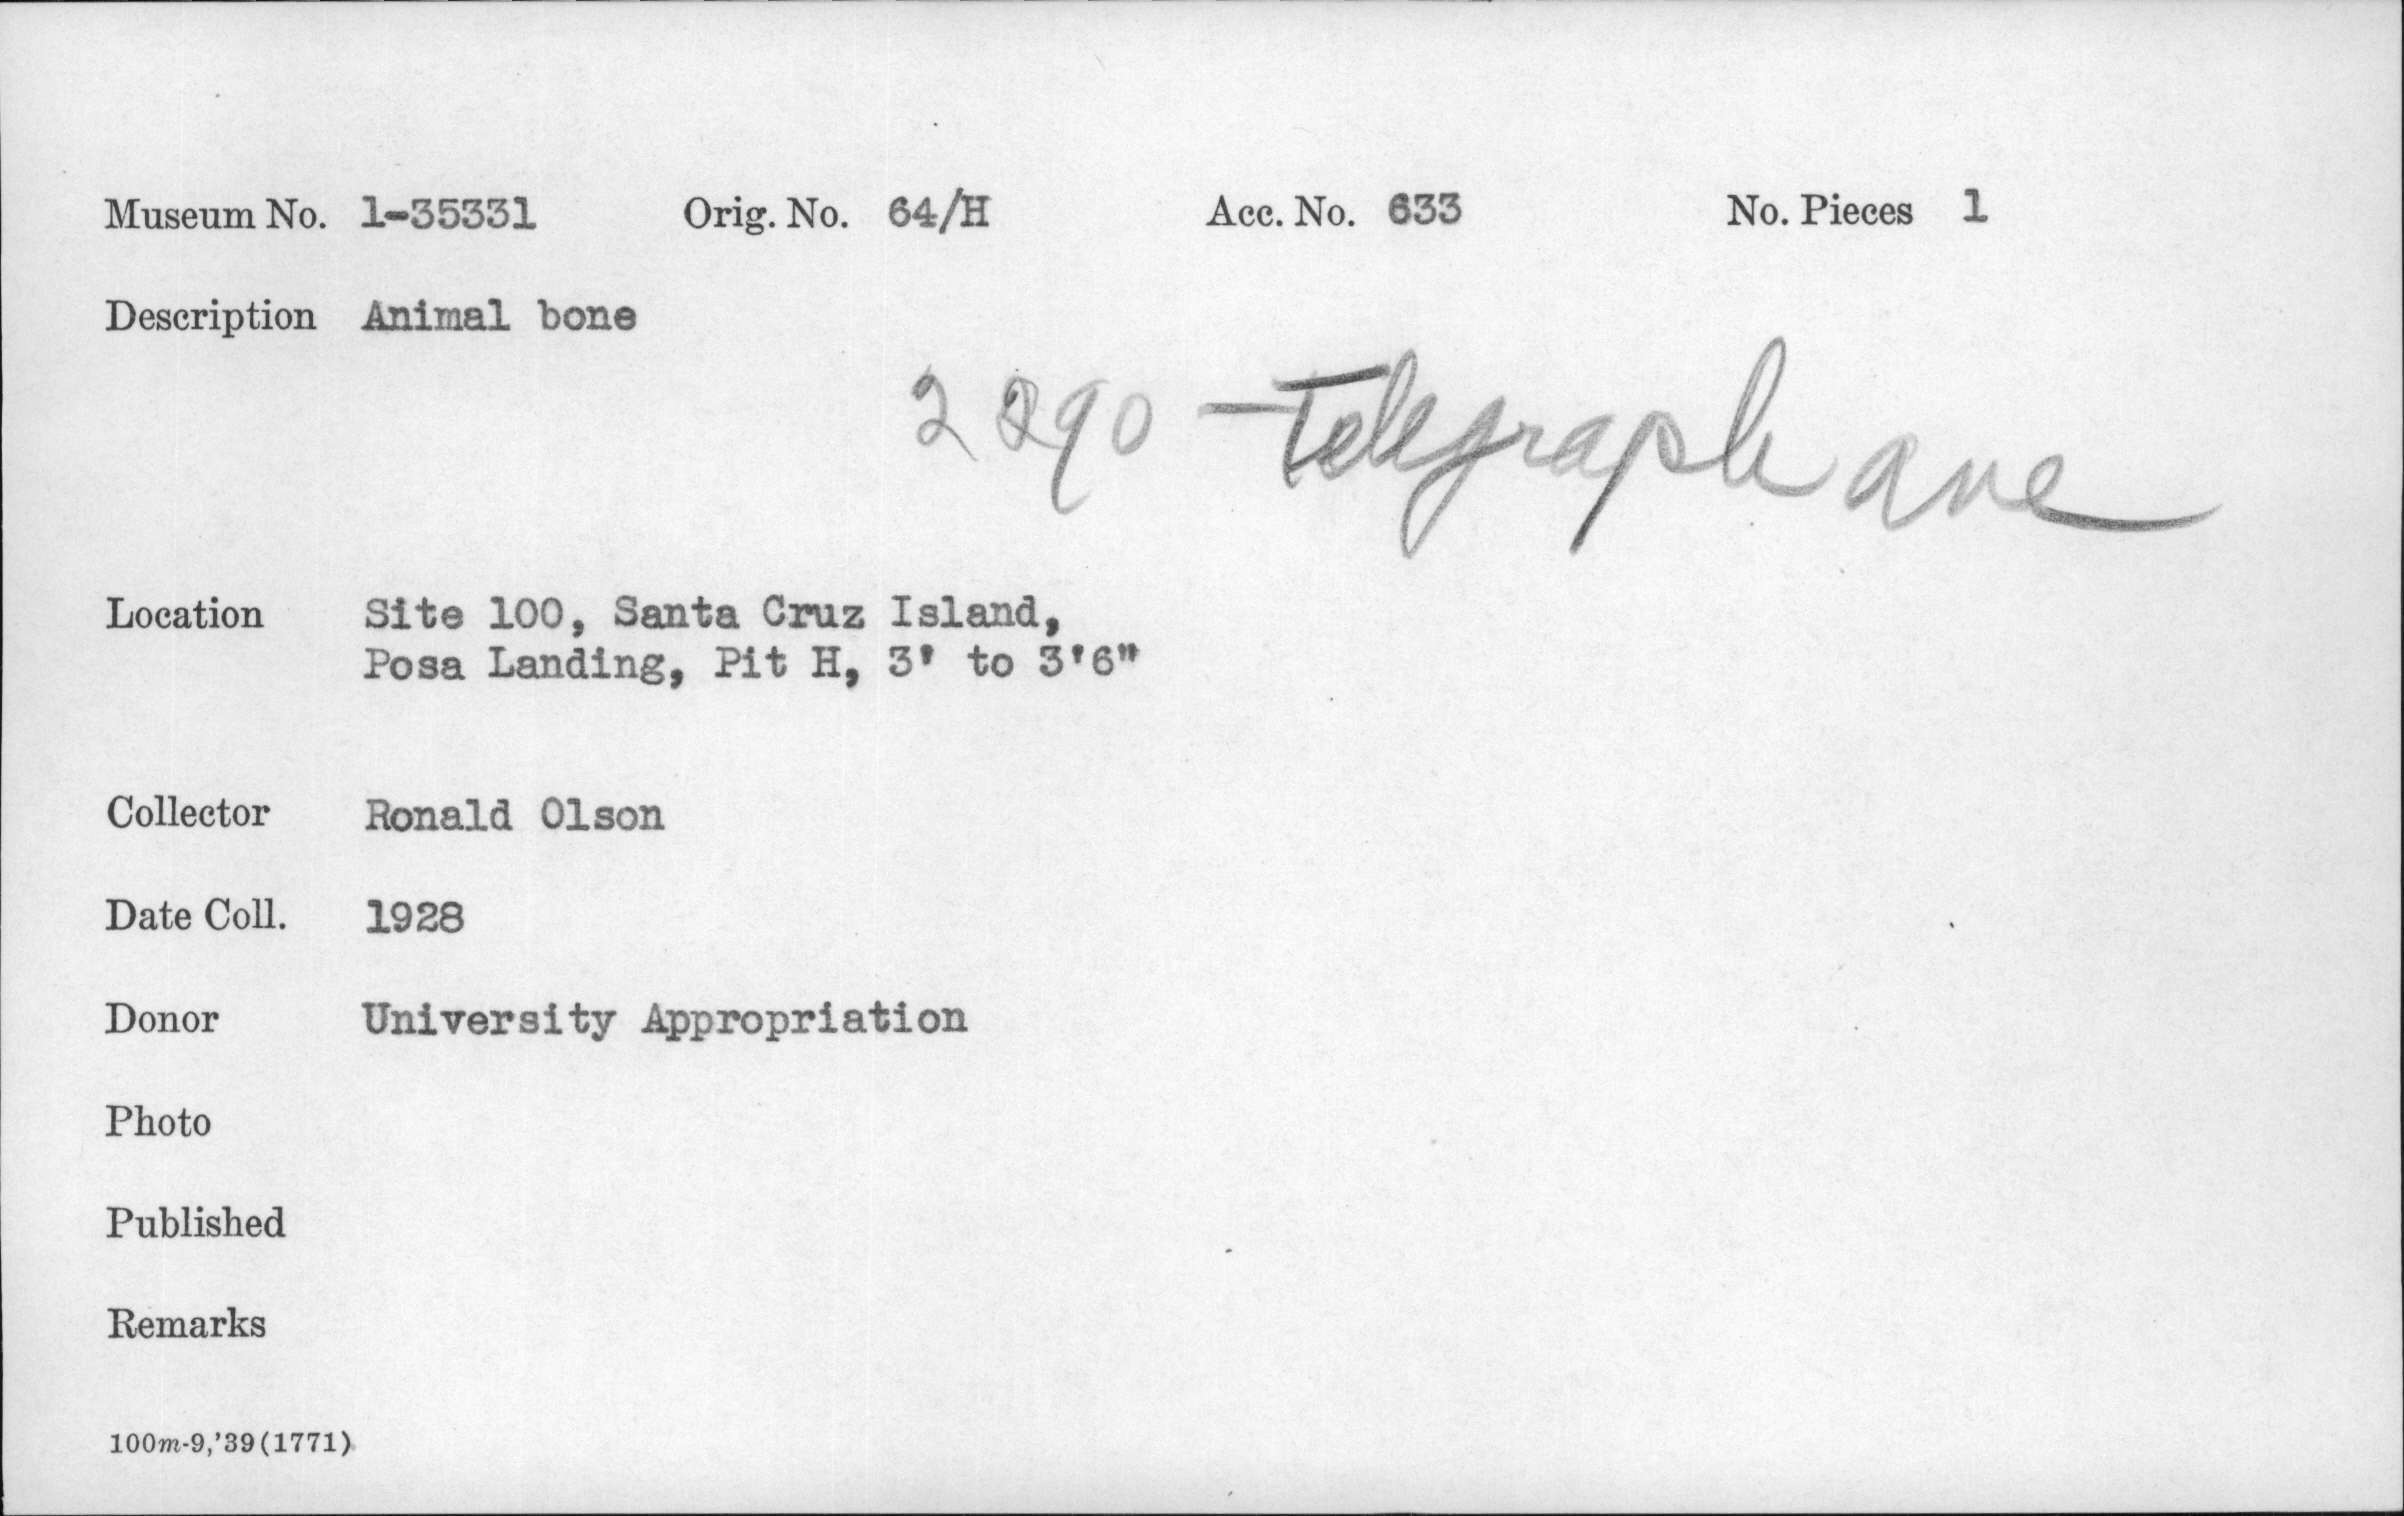 Museum No. 1-35331 Orig. No. 64/H Acc. No. 633 No. Pieces 1
Description Animal bone
2290 Telegraph ave
Location Site 100, Santa Cruz Island,
Posa Landing, Pit H, 3' to 3'6"
Collector Ronald Olson
Date Coll. 1928
Donor University Appropriation
Photo
Published
Remarks
100m-9,'39(1771)